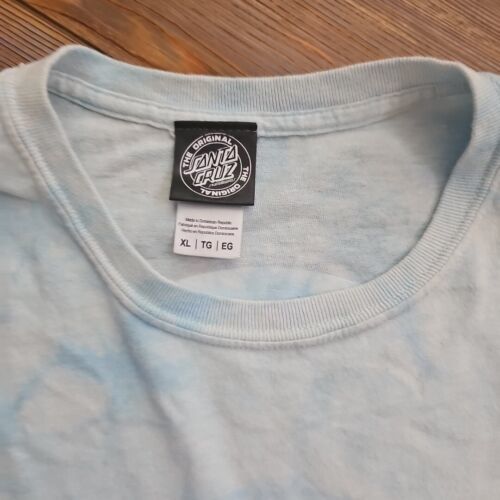 THE ORIGINAL
SANTA
CRUZ
THE ORIGINAL
Made in Dominican Republic
Fabriqué en République Dominicaine
Hecho en República Dominicana
XL | TG | EG